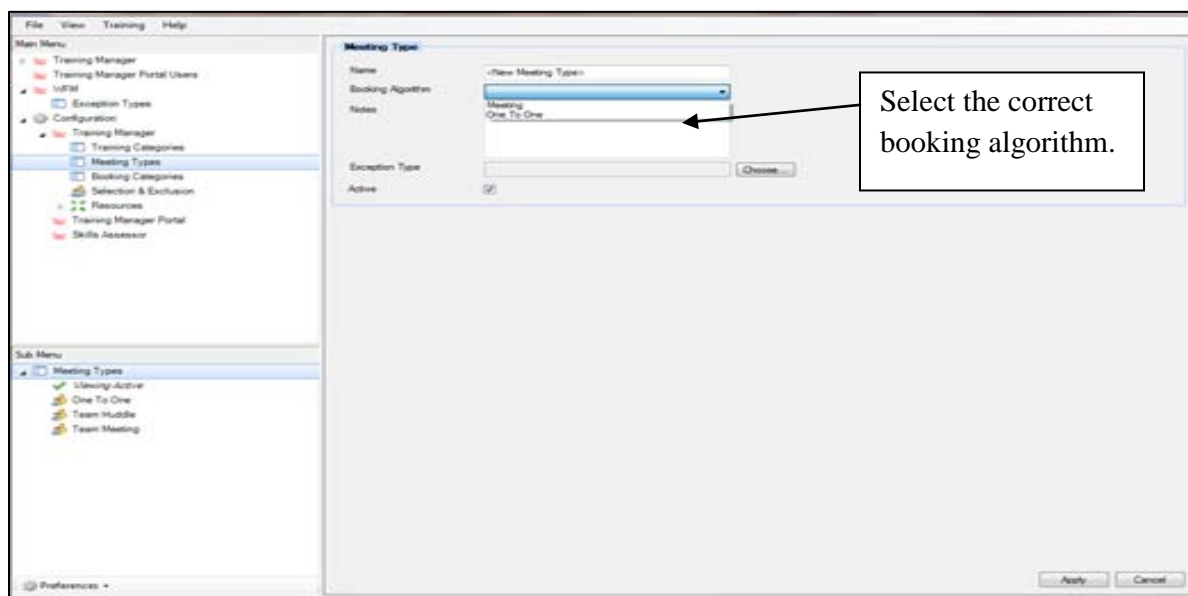 File View Training Help
Main Menu
Training Manager
Training Manager Portal Users
WFM
Exception Types
Configuration
Training Manager
Training Categories
Meeting Types
Booking Categories
Selection & Exclusion
Resources
Training Manager Portal
Skills Assessor
Sub Menu
Meeting Types
Viewing Active
One To One
Team Huddle
Team Meeting
Preferences
Meeting Type
Name <New Meeting Type>
Booking Algorithm
Meeting
Notes
One To One
Exception Type Choose...
Active
Select the correct
booking algorithm.
Apply Cancel